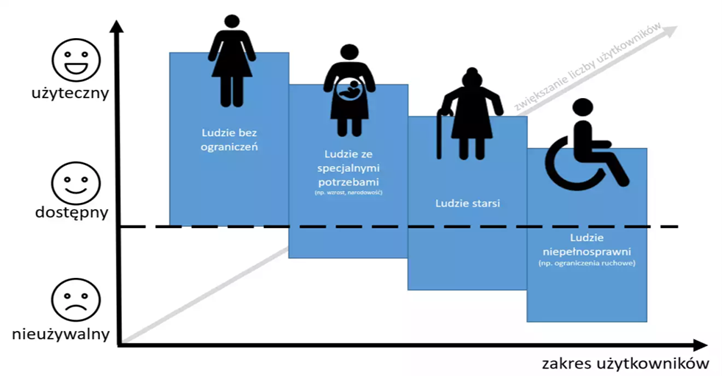 użyteczny
dostępny
nieużywalny
Ludzie bez
ograniczeń
Ludzie ze
specjalnymi
potrzebami
(np. wzrost, narodowość)
Ludzie starsi
Ludzie
niepełnosprawni
(np. ograniczenia ruchowe)
zwiększanie liczby użytkowników
zakres użytkowników